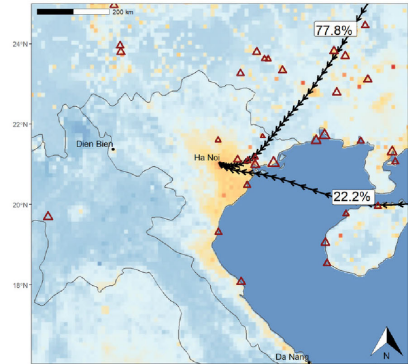 200 km
77.8%
24°N
22°N
Ha Noi
Dien Bien
20°N
22.2%
18°N
Da Nang
N